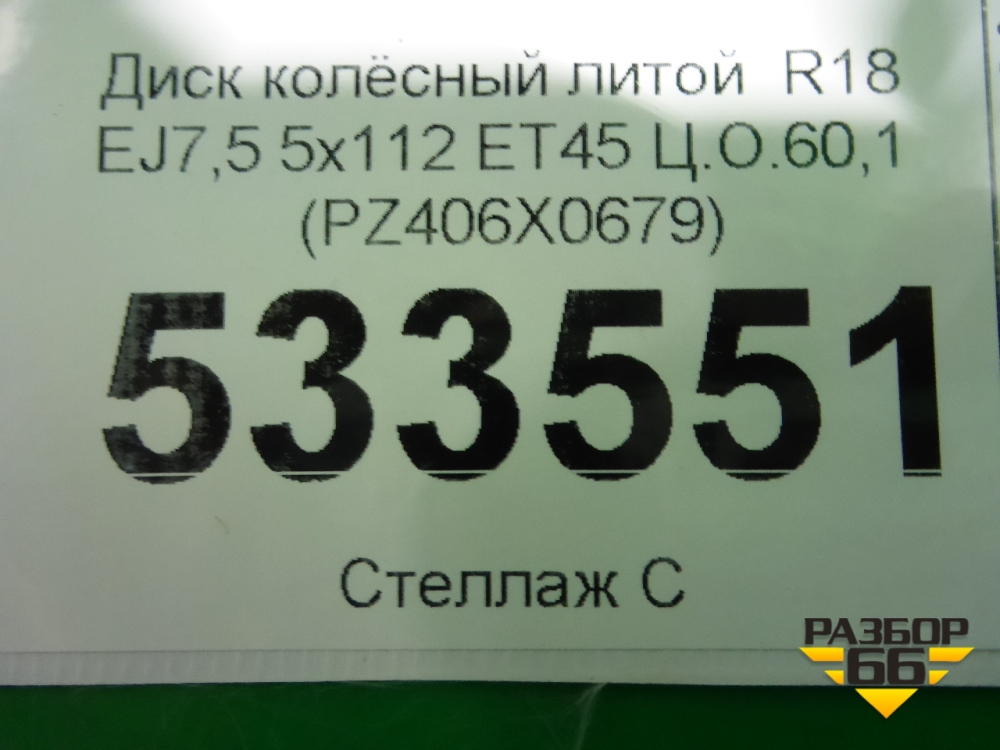 Диск колёсный литой R18
EJ7,5 5x112 ET45 Ц.О.60,1
(PZ406X0679)
533551
Стеллаж С
РАЗБОР
66